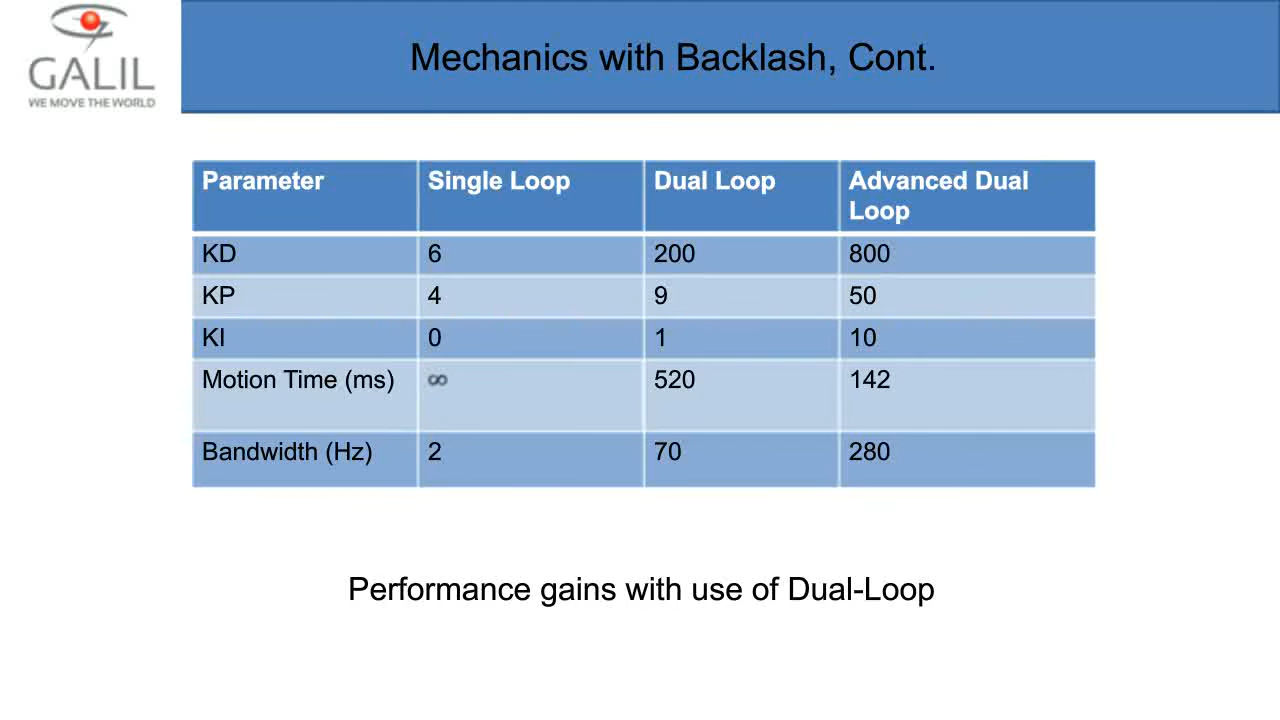 GALIL
WE MOVE THE WORLD
Mechanics with Backlash, Cont.
Parameter Single Loop Dual Loop Advanced Dual Loop
KD 6 200 800
KP 4 9 50
KI 0 1 10
Motion Time (ms) ∞ 520 142
Bandwidth (Hz) 2 70 280
Performance gains with use of Dual-Loop